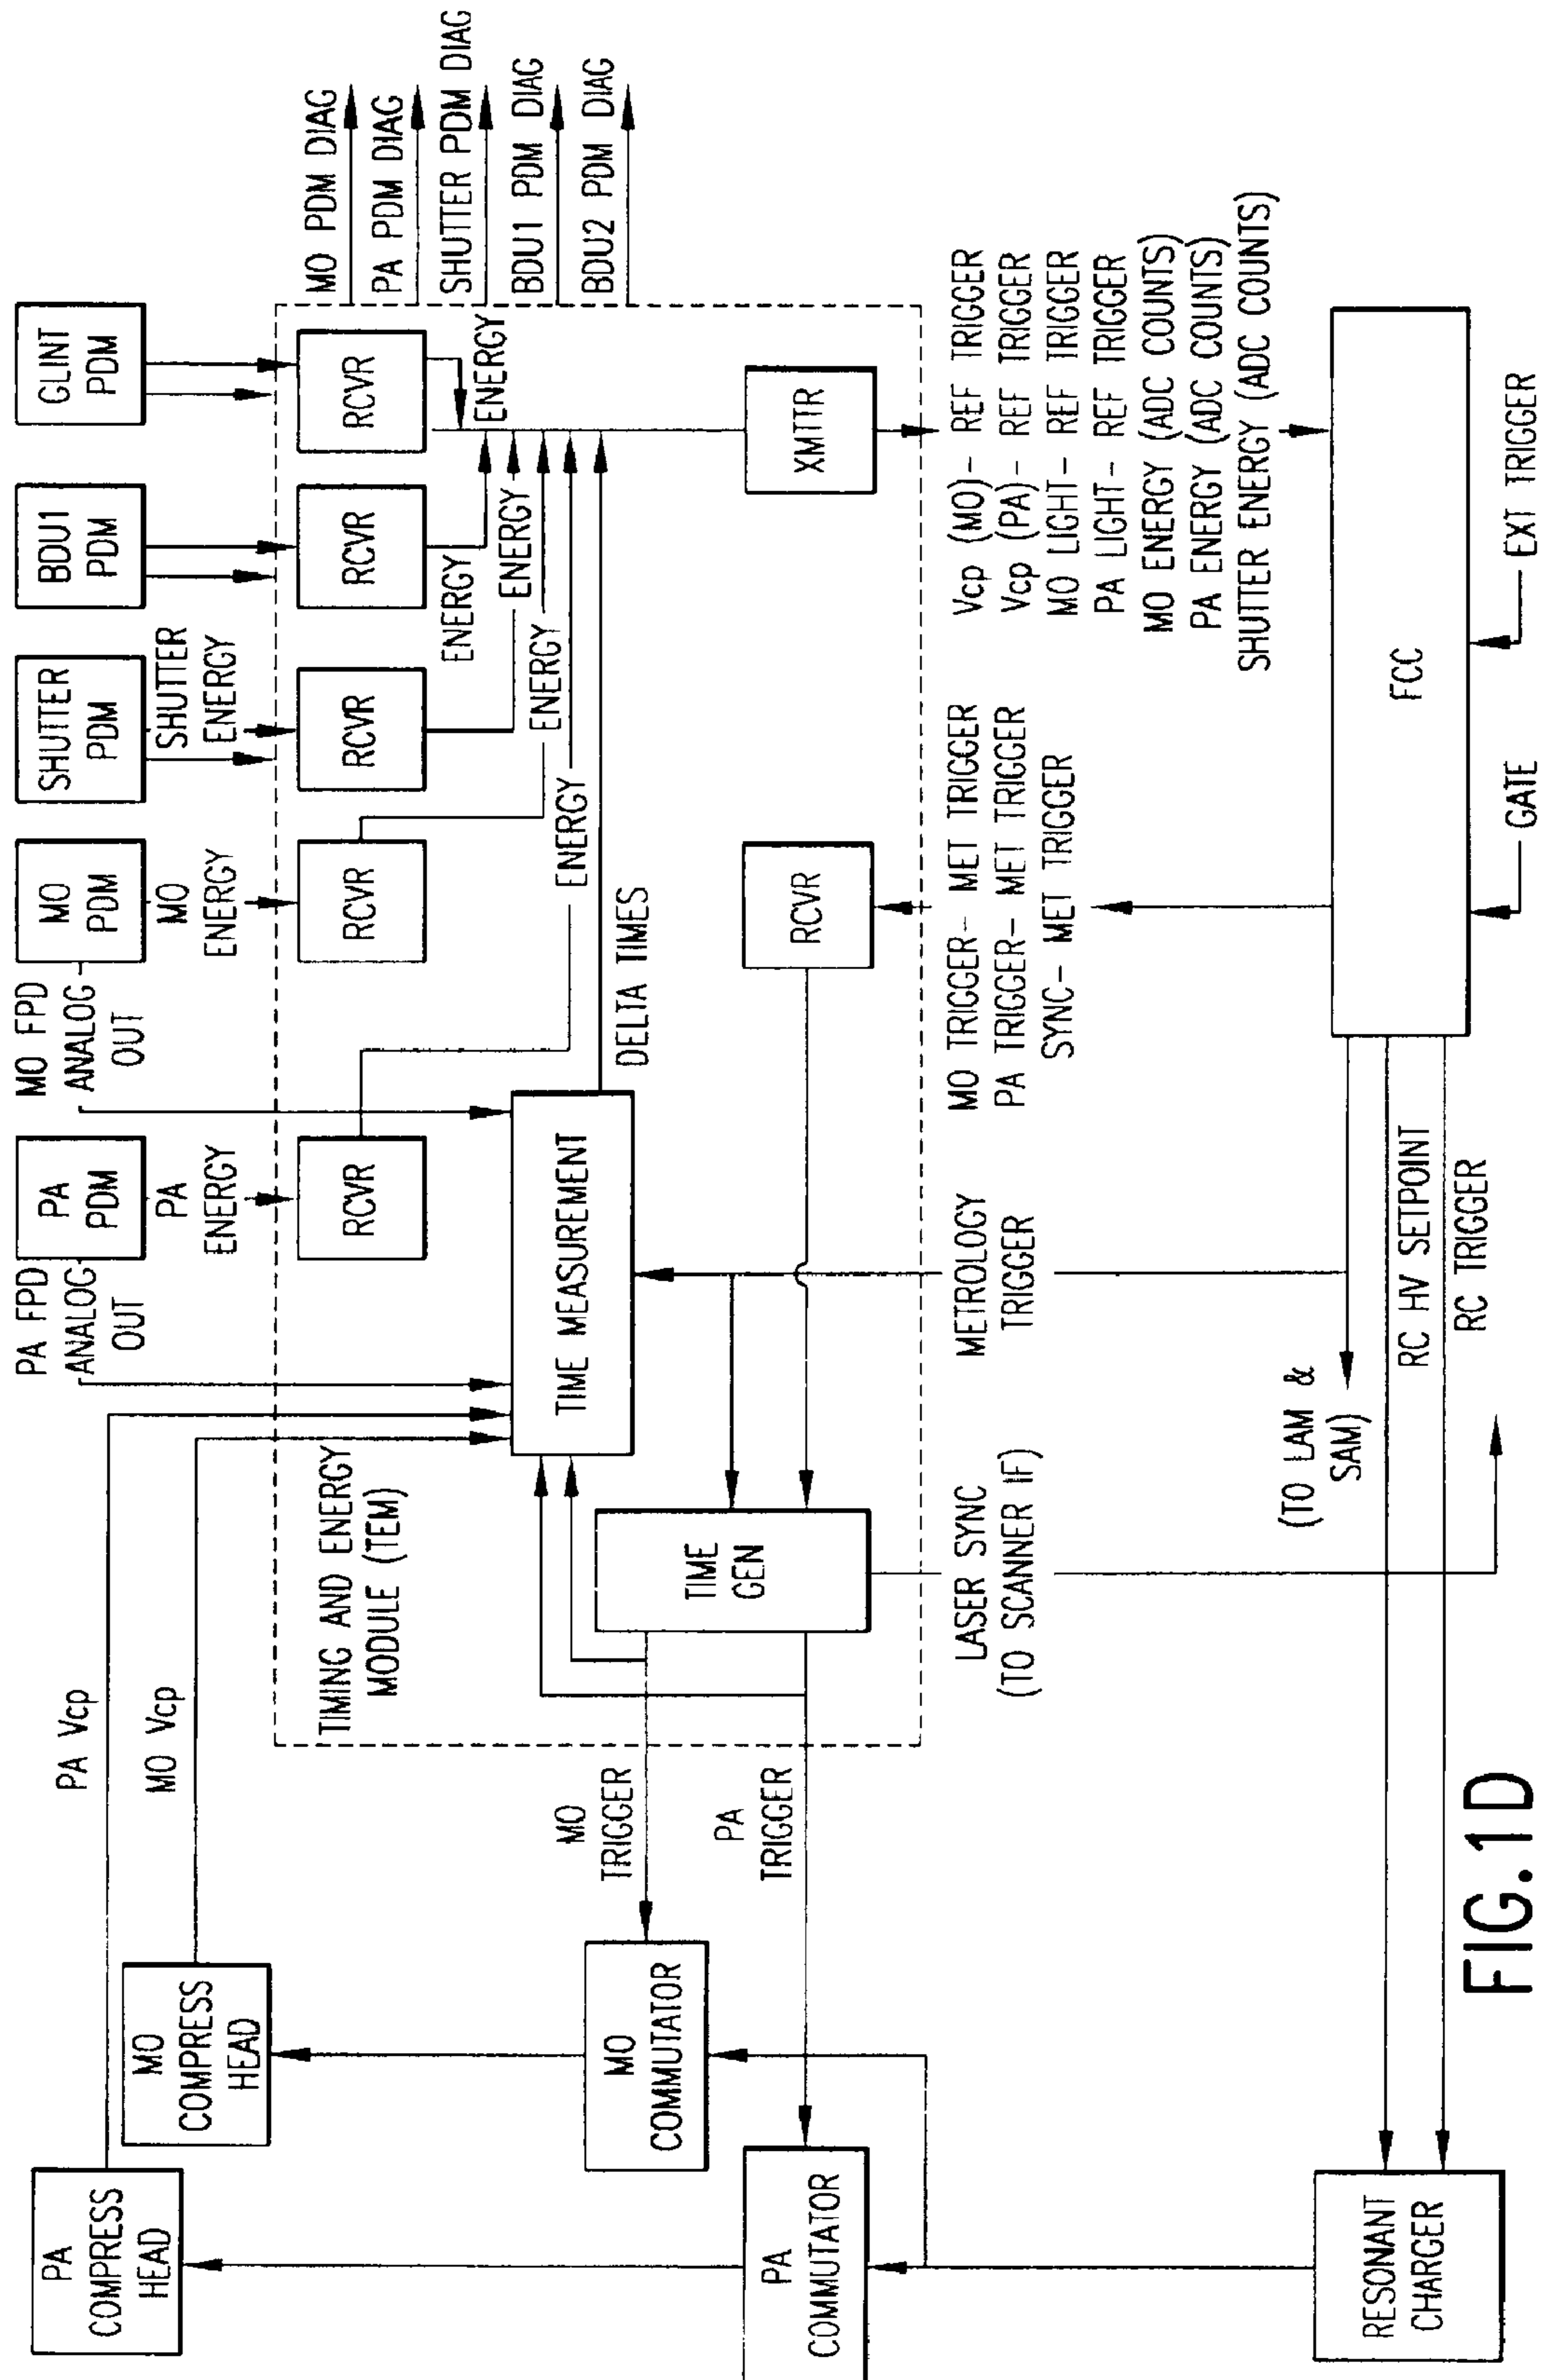 PA
COMPRESS
HEAD
MO
COMPRESS
HEAD
PA Vcp
MO Vcp
PA FPD
ANALOG
OUT
PA
PDM
PA
ENERGY
MO FPD
ANALOG
OUT
MO
PDM
MO
ENERGY
SHUTTER
PDM
SHUTTER
ENERGY
BDU1
PDM
GLINT
PDM
TIMING AND ENERGY
MODULE (TEM)
RCVR
RCVR
RCVR
RCVR
RCVR
MO PDM DIAG
PA PDM DIAG
SHUTTER PDM DIAG
BDU1 PDM DIAG
BDU2 PDM DIAG
ENERGY
ENERGY
ENERGY
ENERGY
ENERGY
TIME MEASUREMENT
DELTA TIMES
MO
TRIGGER
PA
TRIGGER
TIME
GEN
RCVR
XMTTR
MO
COMMUTATOR
PA
COMMUTATOR
LASER SYNC
(TO SCANNER IF)
METROLOGY
TRIGGER
MO TRIGGER- MET TRIGGER
PA TRIGGER- MET TRIGGER
SYNC- MET TRIGGER
Vcp (MO)- REF TRIGGER
Vcp (PA)- REF TRIGGER
MO LIGHT- REF TRIGGER
PA LIGHT- REF TRIGGER
MO ENERGY (ADC COUNTS)
PA ENERGY (ADC COUNTS)
SHUTTER ENERGY (ADC COUNTS)
(TO LAM &
SAM)
RC HV SETPOINT
RC TRIGGER
RESONANT
CHARGER
FCC
GATE
EXT TRIGGER
FIG.1D